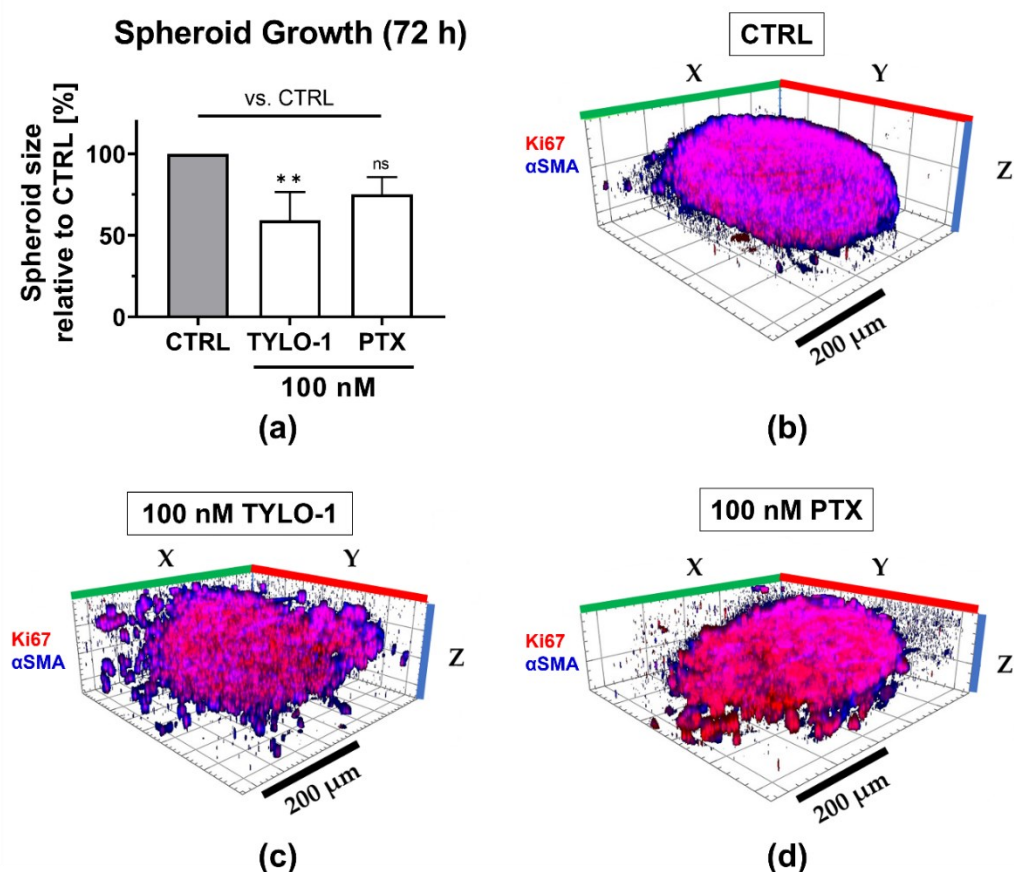 Spheroid Growth (72 h)
vs. CTRL
Spheroid size
relative to CTRL [%]
100
50
0
**
ns
CTRL TYLO-1 PTX
100 nM
(a)
CTRL
X Y
Z
Ki67
αSMA
200 µm
(b)
100 nM TYLO-1
X Y
Z
Ki67
αSMA
200 µm
(c)
100 nM PTX
X Y
Z
Ki67
αSMA
200 µm
(d)